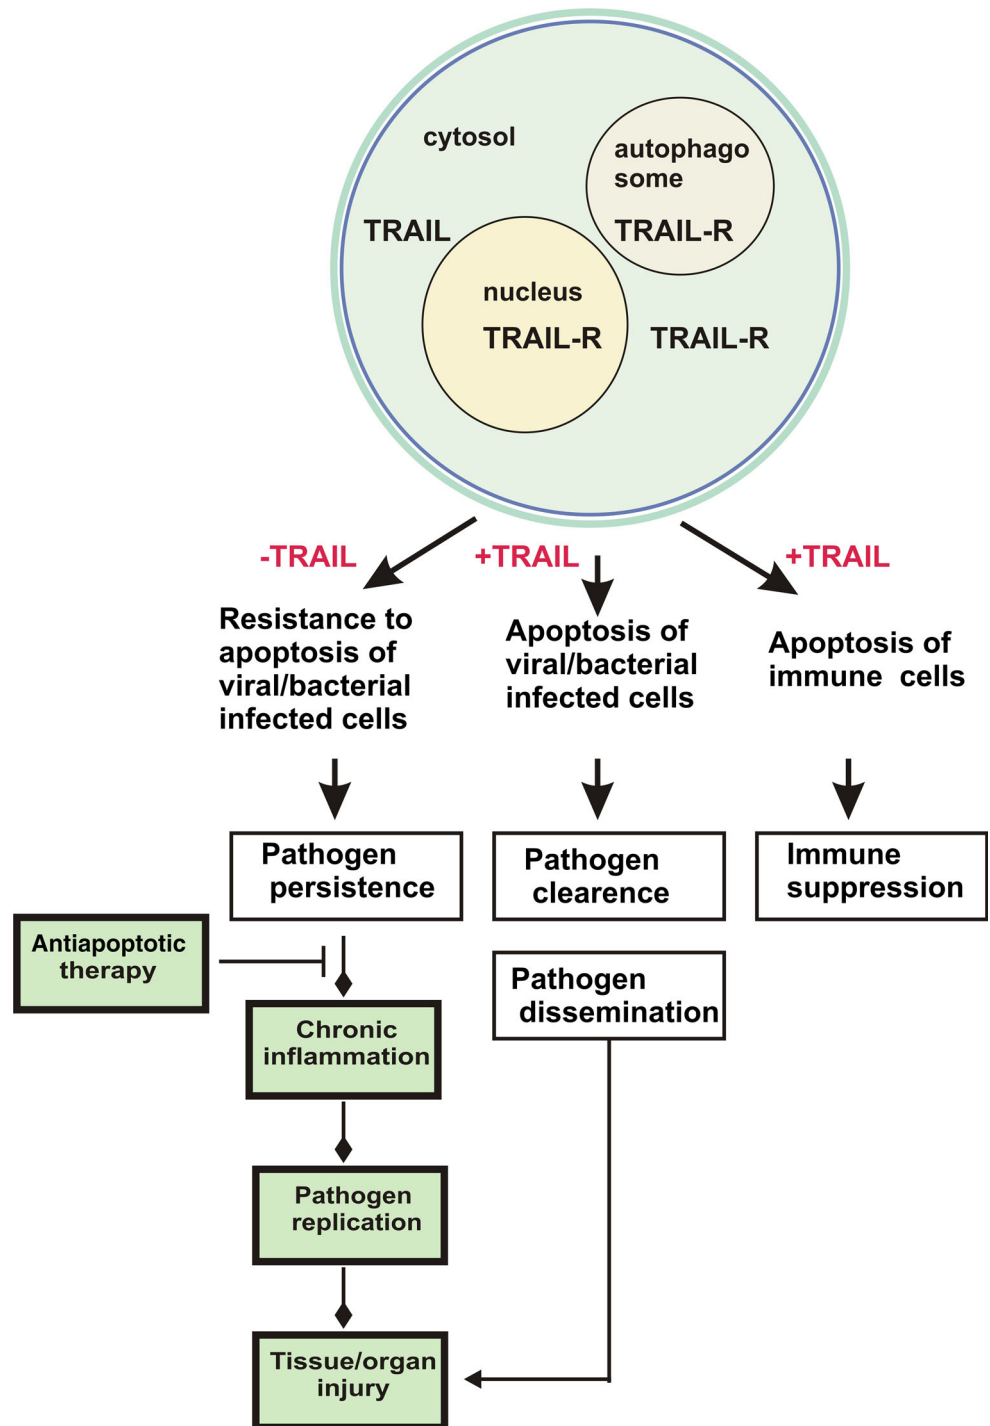 cytosol
autophago
some
TRAIL
TRAIL-R
nucleus
TRAIL-R
TRAIL-R
-TRAIL
+TRAIL
+TRAIL
Resistance to
apoptosis of
viral/bacterial
infected cells
Apoptosis of
viral/bacterial
infected cells
Apoptosis of
immune cells
Pathogen
persistence
Pathogen
clearence
Immune
suppression
Antiapoptotic
therapy
Pathogen
dissemination
Chronic
inflammation
Pathogen
replication
Tissue/organ
injury